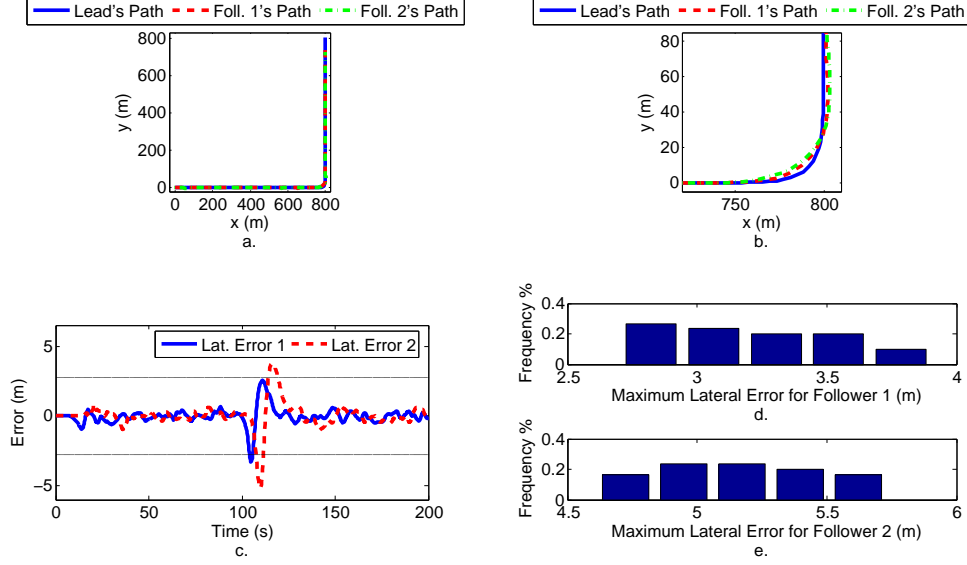 Lead's Path Foll. 1's Path Foll. 2's Path
800
600
400
200
0
y (m)
0 200 400 600 800
x (m)
a.
Lead's Path Foll. 1's Path Foll. 2's Path
80
60
40
20
0
y (m)
750 800
x (m)
b.
Lat. Error 1 Lat. Error 2
5
0
−5
Error (m)
0 50 100 150 200
Time (s)
c.
Frequency %
0.4
0.2
0
2.5 3 3.5 4
Maximum Lateral Error for Follower 1 (m)
d.
Frequency %
0.4
0.2
0
4.5 5 5.5 6
Maximum Lateral Error for Follower 2 (m)
e.